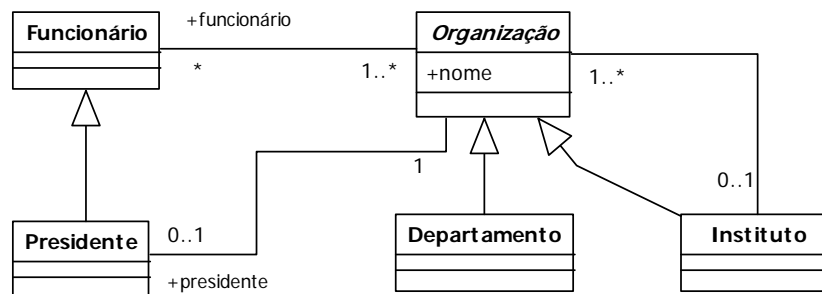 +funcionário
Funcionário
Organização
*
1..*
+nome
1..*
1
0..1
0..1
Presidente
Departamento
Instituto
+presidente